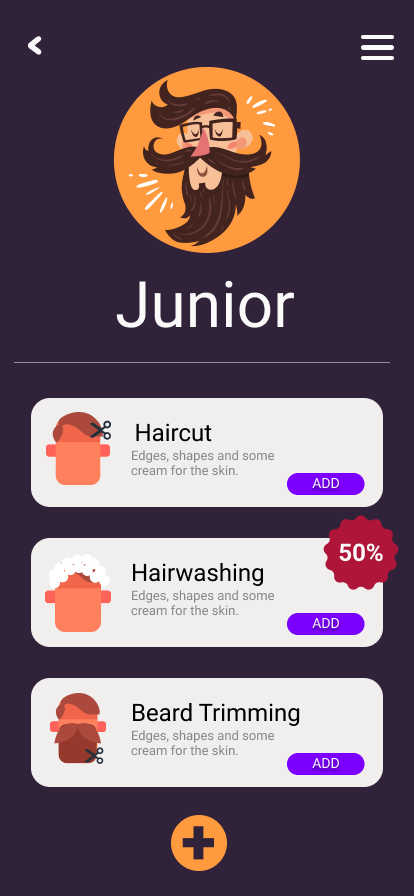 Junior
Haircut
Edges, shapes and some
cream for the skin.
ADD
50%
Hairwashing
Edges, shapes and some
cream for the skin.
ADD
Beard Trimming
Edges, shapes and some
cream for the skin.
ADD